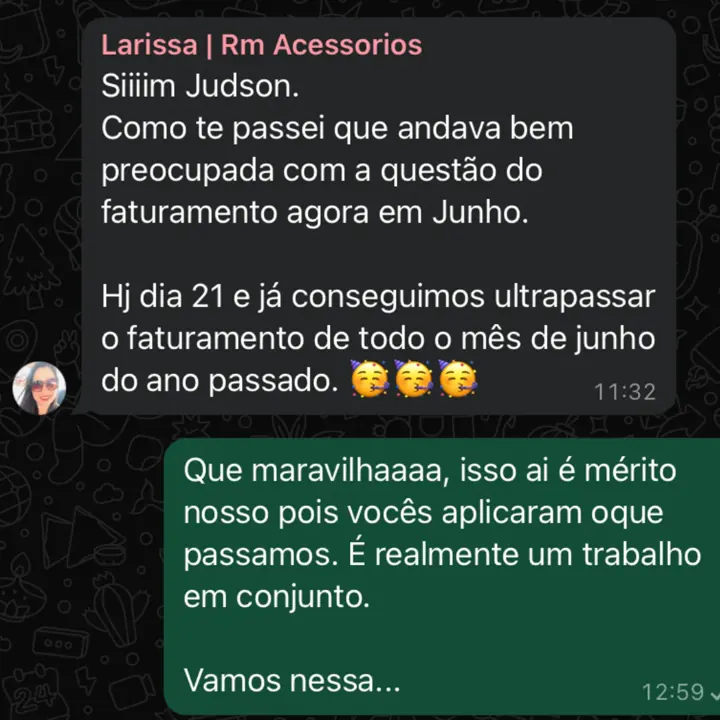 Larissa | Rm Acessorios
Siiiim Judson.
Como te passei que andava bem
preocupada com a questão do
faturamento agora em Junho.
Hj dia 21 e já conseguimos ultrapassar
o faturamento de todo o mês de junho
do ano passado. 🥳🥳🥳
11:32
Que maravilhaaaa, isso ai é mérito
nosso pois vocês aplicaram oque
passamos. É realmente um trabalho
em conjunto.
Vamos nessa...
12:59